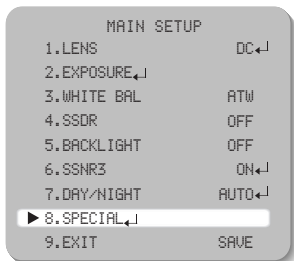 MAIN SETUP
1.LENS DC↵
2.EXPOSURE↵
3.WHITE BAL ATW
4.SSDR OFF
5.BACKLIGHT OFF
6.SSNR3 ON↵
7.DAY/NIGHT AUTO↵
▶ 8.SPECIAL↵
9.EXIT SAVE